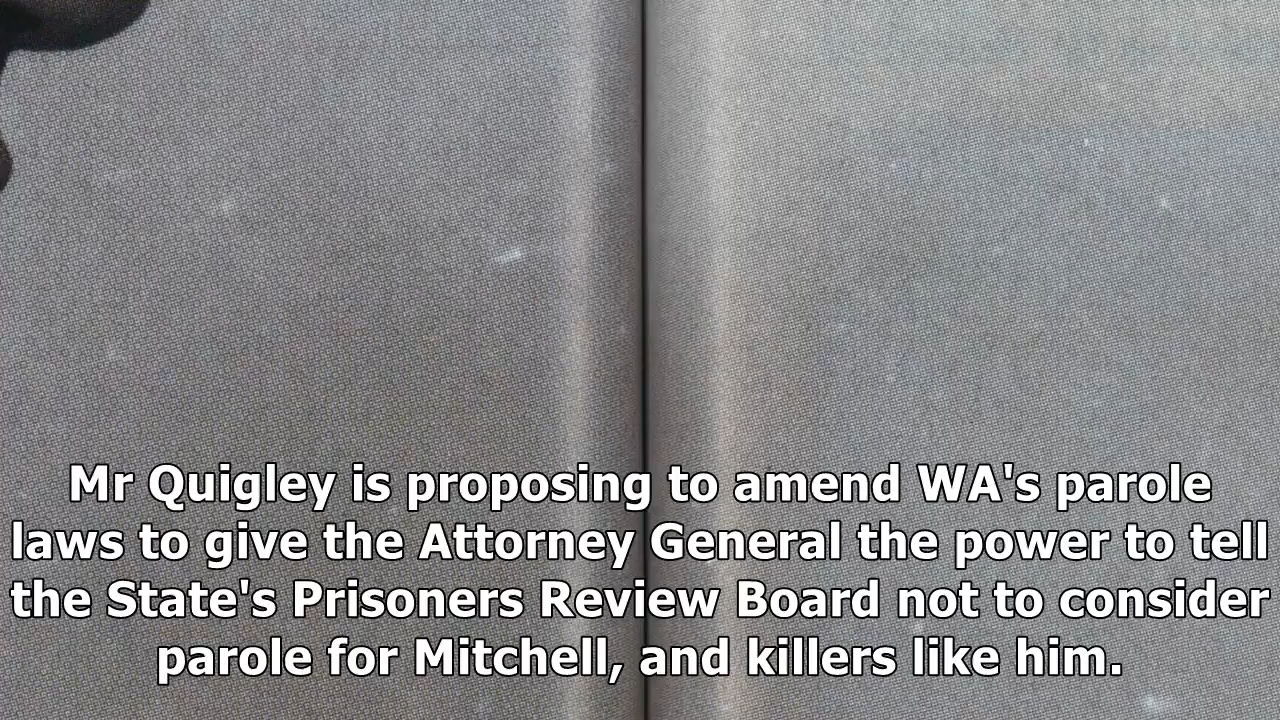 Mr Quigley is proposing to amend WA's parole
laws to give the Attorney General the power to tell
the State's Prisoners Review Board not to consider
parole for Mitchell, and killers like him.